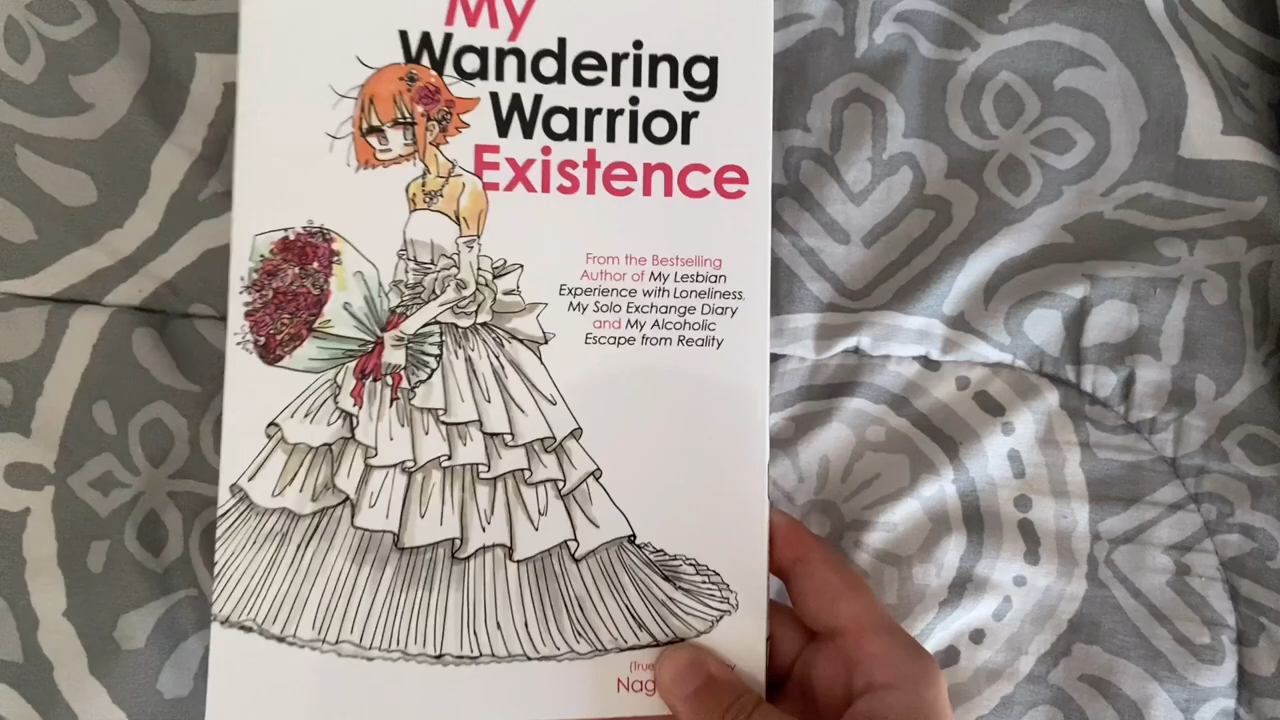 My
Wandering
Warrior
Existence
From the Bestselling
Author of My Lesbian
Experience with Loneliness,
My Solo Exchange Diary
and My Alcoholic
Escape from Reality
(True
Nag